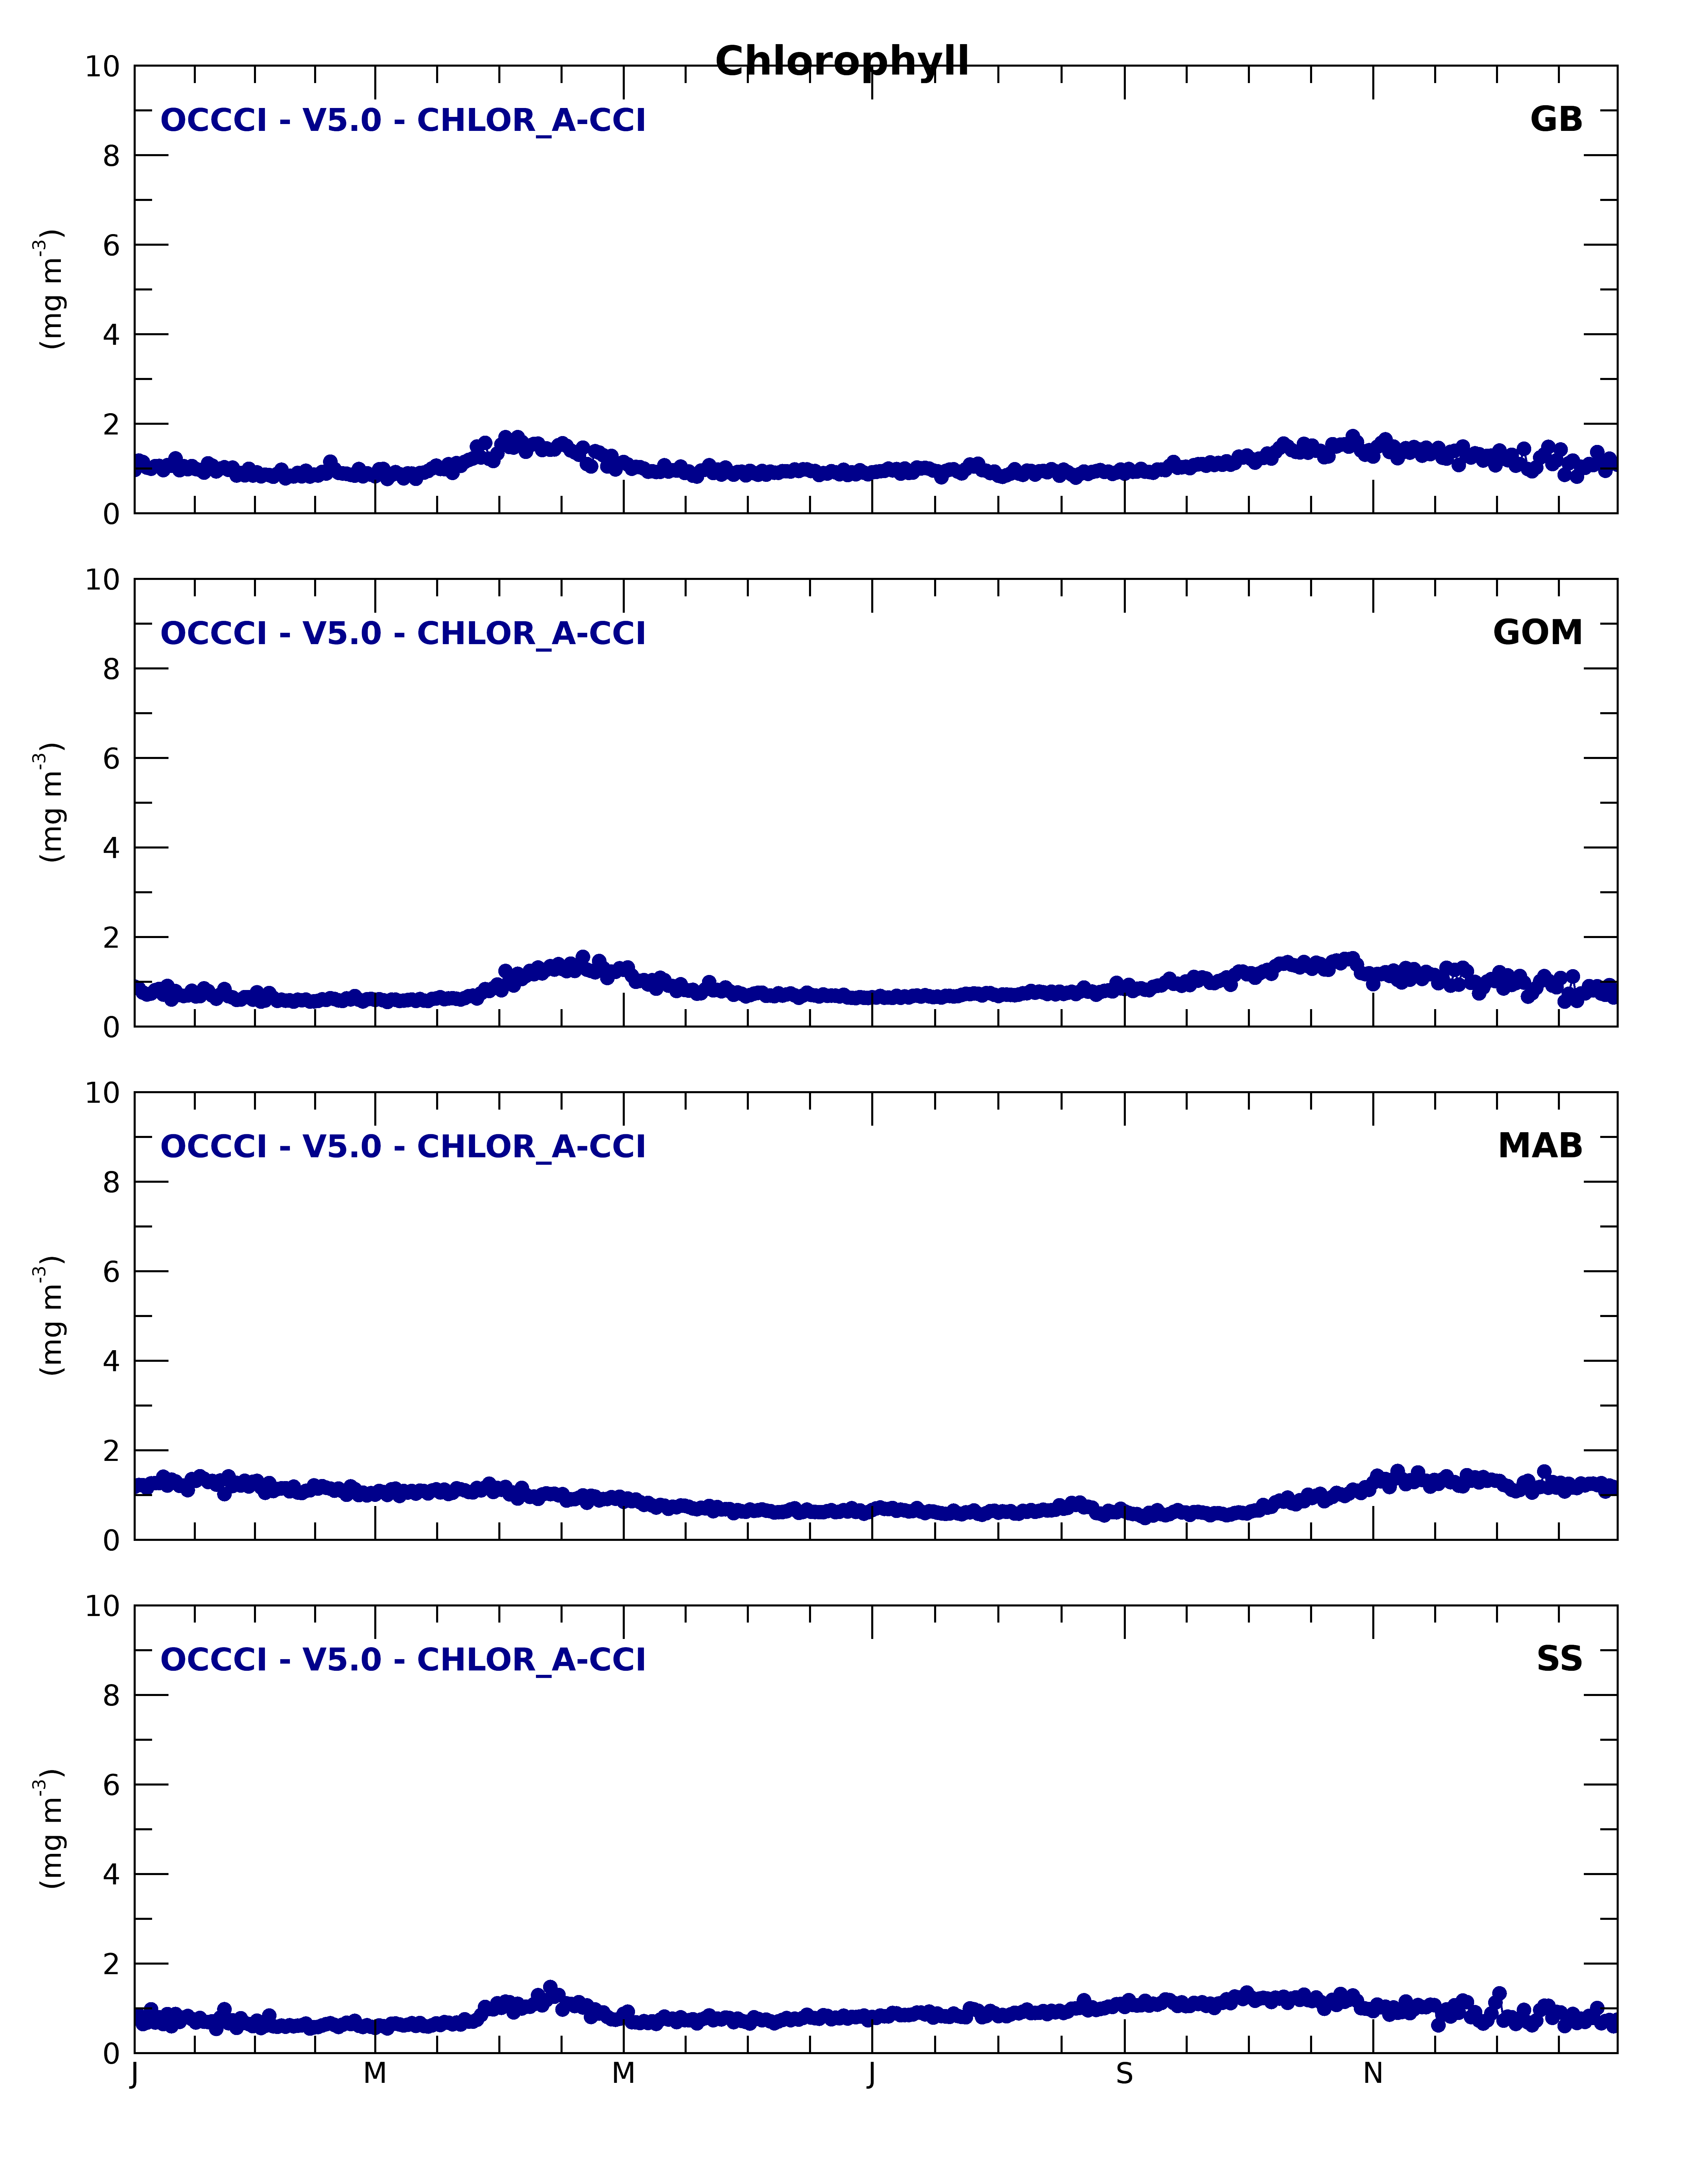 Chlorophyll
OCCCI - V5.0 - CHLOR_A-CCI
GB
10
8
6
4
2
0
(mg m⁻³)
OCCCI - V5.0 - CHLOR_A-CCI
GOM
10
8
6
4
2
0
(mg m⁻³)
OCCCI - V5.0 - CHLOR_A-CCI
MAB
10
8
6
4
2
0
(mg m⁻³)
OCCCI - V5.0 - CHLOR_A-CCI
SS
10
8
6
4
2
0
(mg m⁻³)
J M M J S N